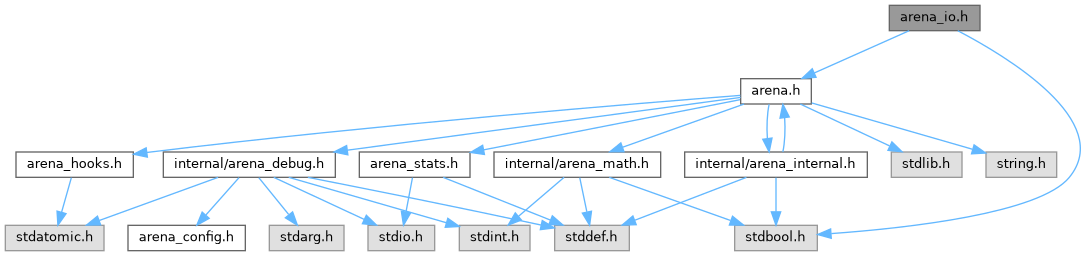 arena_io.h
arena.h
arena_hooks.h
internal/arena_debug.h
arena_stats.h
internal/arena_math.h
internal/arena_internal.h
stdlib.h
string.h
stdatomic.h
arena_config.h
stdarg.h
stdio.h
stdint.h
stddef.h
stdbool.h